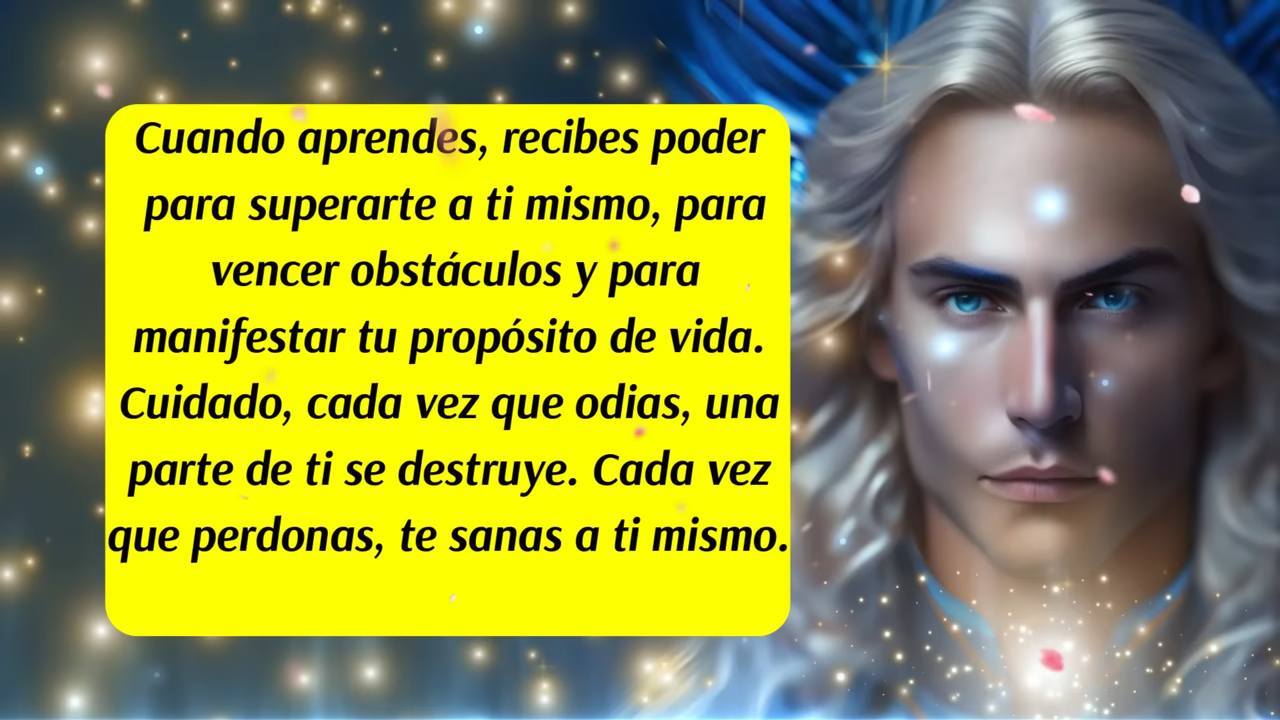 Cuando aprendes, recibes poder
para superarte a ti mismo, para
vencer obstáculos y para
manifestar tu propósito de vida.
Cuidado, cada vez que odias, una
parte de ti se destruye. Cada vez
que perdonas, te sanas a ti mismo.